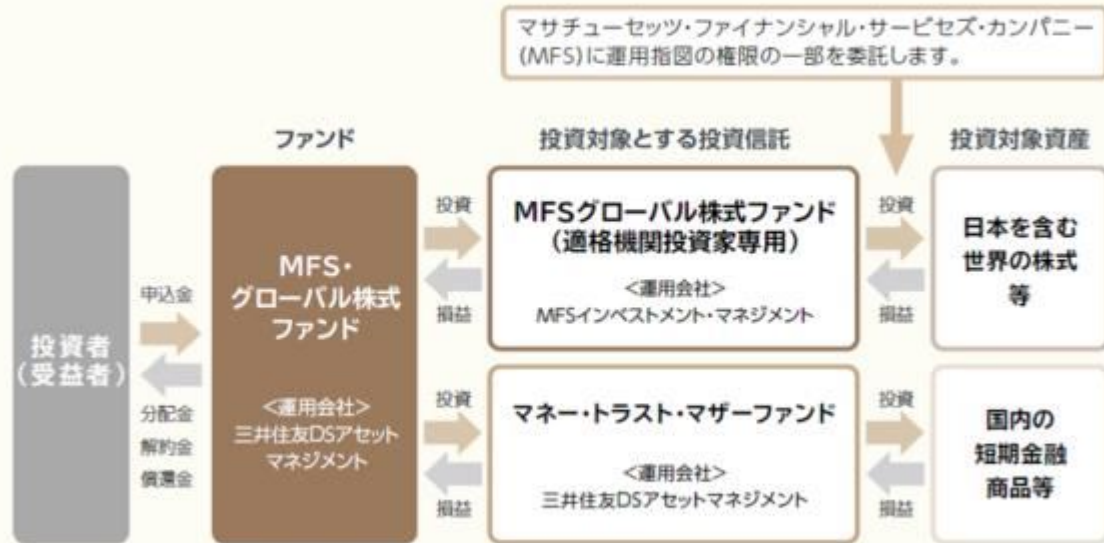 マサチューセッツ・ファイナンシャル・サービセズ・カンパニー
(MFS)に運用指図の権限の一部を委託します。
ファンド
投資対象とする投資信託
投資対象資産
投資者
(受益者)
申込金
分配金
解約金
償還金
MFS・
グローバル株式
ファンド
<運用会社>
三井住友DSアセット
マネジメント
投資
損益
MFSグローバル株式ファンド
(適格機関投資家専用)
<運用会社>
MFSインベストメント・マネジメント
投資
損益
日本を含む
世界の株式
等
投資
損益
マネー・トラスト・マザーファンド
<運用会社>
三井住友DSアセットマネジメント
投資
損益
国内の
短期金融
商品等